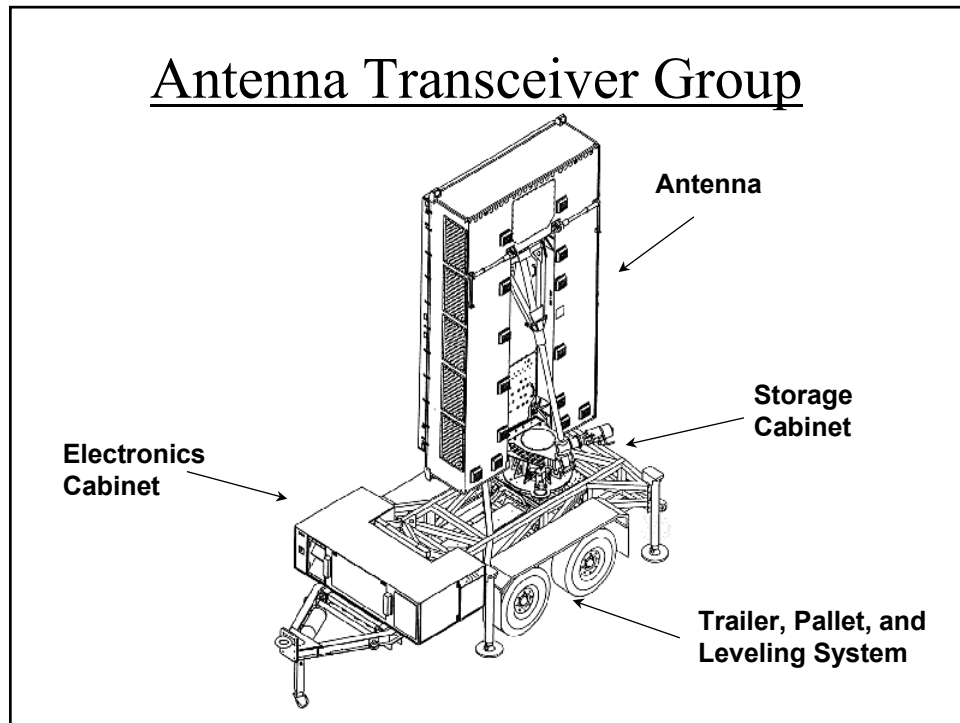 Antenna Transceiver Group
Antenna
Storage
Cabinet
Electronics
Cabinet
Trailer, Pallet, and
Leveling System